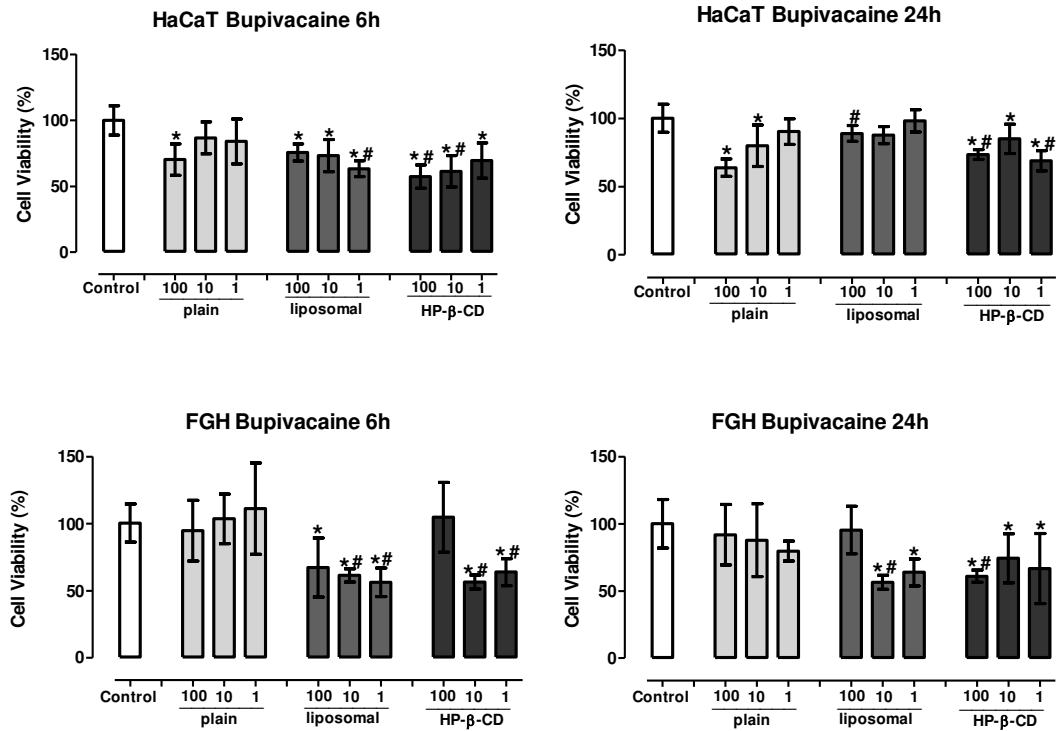 HaCaT Bupivacaine 6h
Cell Viability (%)
150
100
50
0
* * * *# *# *# *
Control 100 10 1 100 10 1 100 10 1
plain liposomal HP-β-CD
HaCaT Bupivacaine 24h
Cell Viability (%)
150
100
50
0
* * # *# * *#
Control 100 10 1 100 10 1 100 10 1
plain liposomal HP-β-CD
FGH Bupivacaine 6h
Cell Viability (%)
150
100
50
0
* *# *# *# *#
Control 100 10 1 100 10 1 100 10 1
plain liposomal HP-β-CD
FGH Bupivacaine 24h
Cell Viability (%)
150
100
50
0
*# * *# * *
Control 100 10 1 100 10 1 100 10 1
plain liposomal HP-β-CD